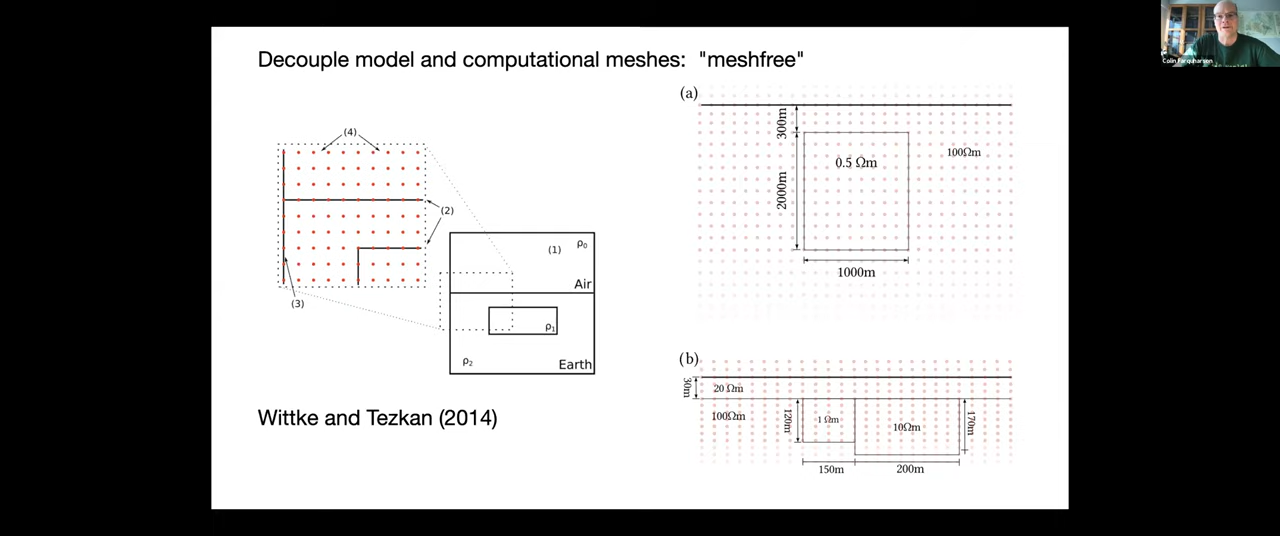 Decouple model and computational meshes: "meshfree"
(4)
(2)
(3)
(1)
ρ₀
Air
ρ₁
ρ₂
Earth
Wittke and Tezkan (2014)
(a)
300m
0.5 Ωm
100Ωm
2000m
1000m
(b)
30m
20 Ωm
100Ωm
120m
1 Ωm
10Ωm
170m
150m
200m
Colin Farquharson